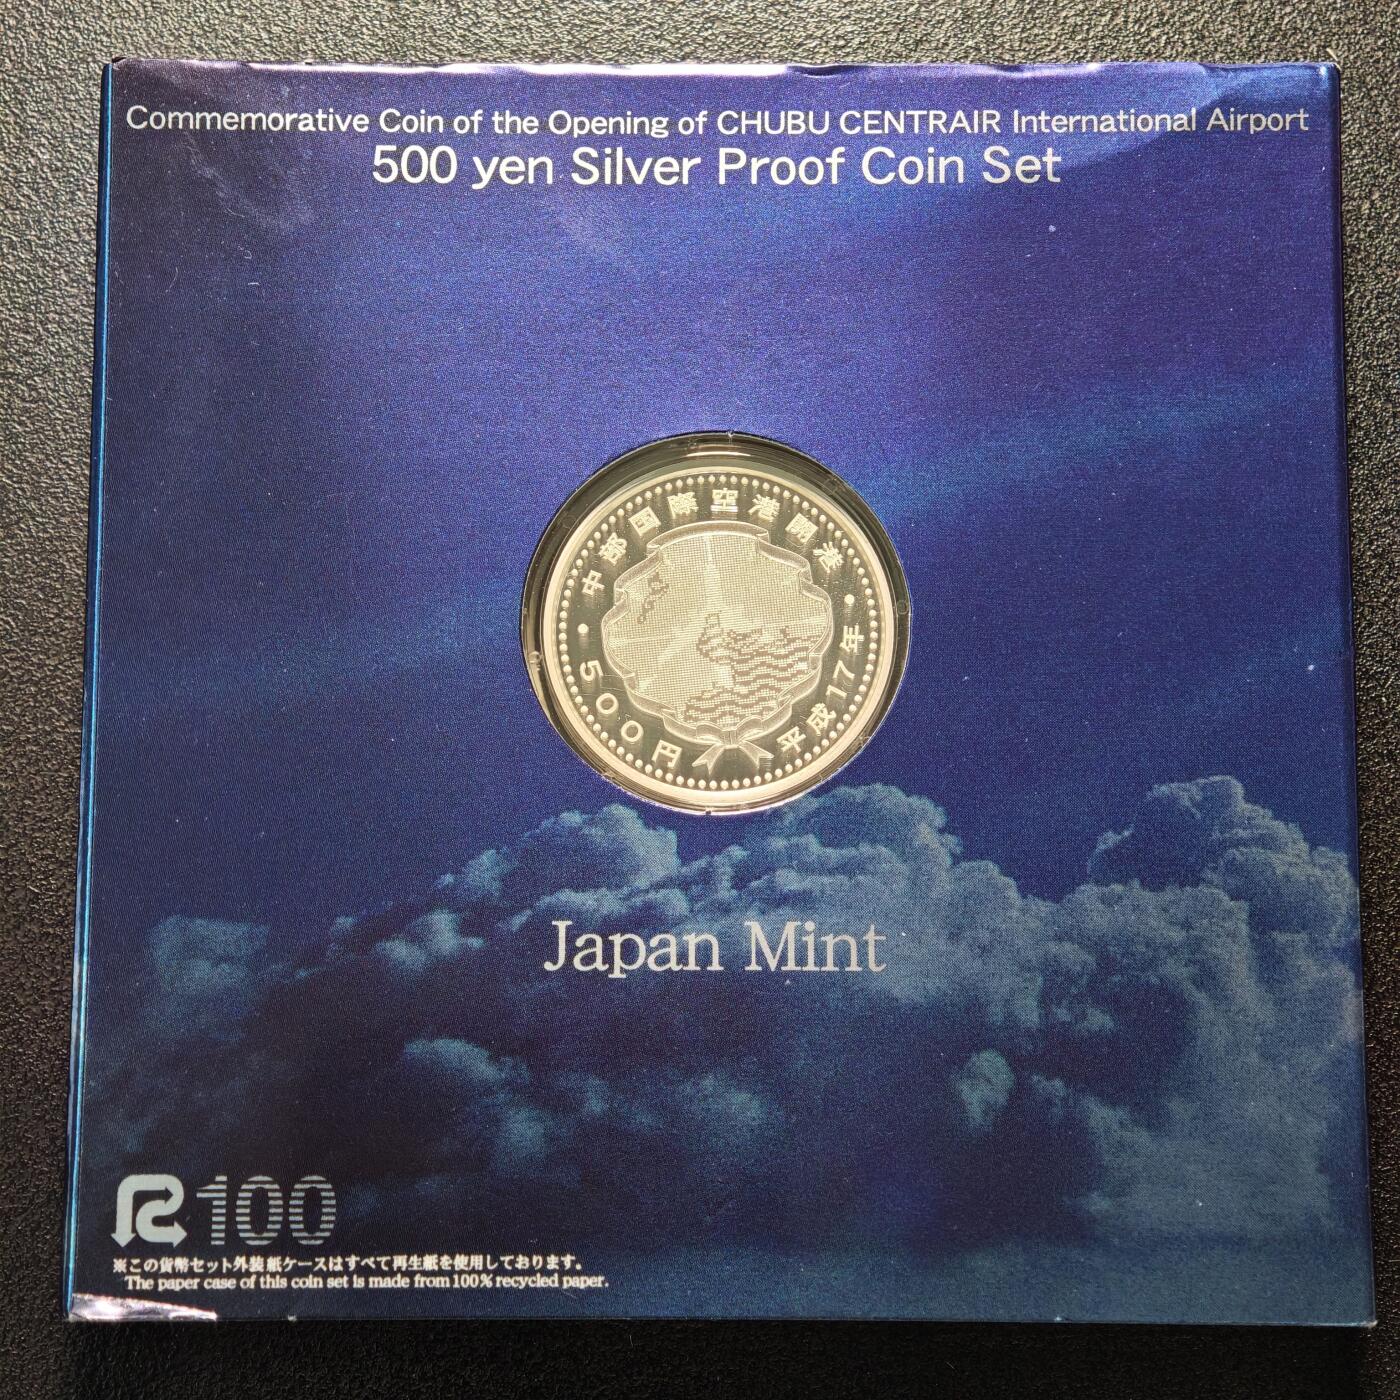 Commemorative Coin of the Opening of CHUBU CENTRAIR International Airport
500 yen Silver Proof Coin Set
中部国際空港開港
500円
平成17年
Japan Mint
R100
※この貨幣セット外装紙ケースはすべて再生紙を使用しております。
The paper case of this coin set is made from 100% recycled paper.